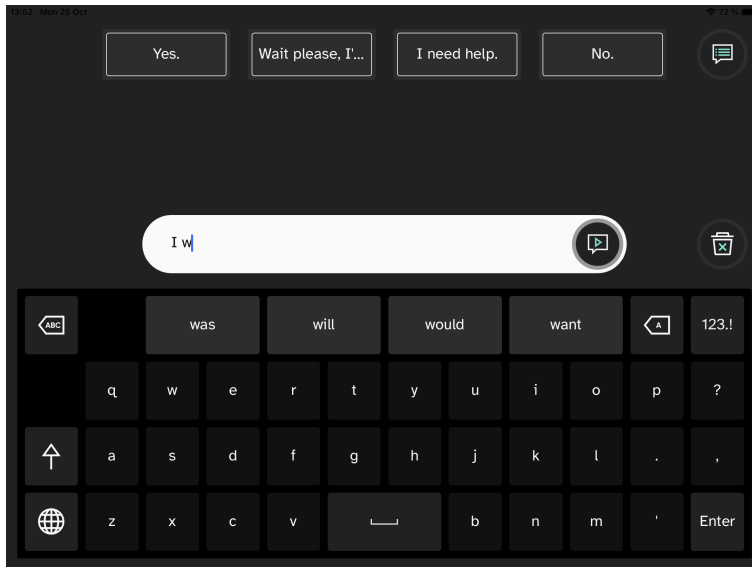 13:52 Mon 25 Oct 72 %
Yes. Wait please, I'... I need help. No.
I w
ABC was will would want A 123.!
q w e r t y u i o p ?
a s d f g h j k l . ,
z x c v b n m ' Enter